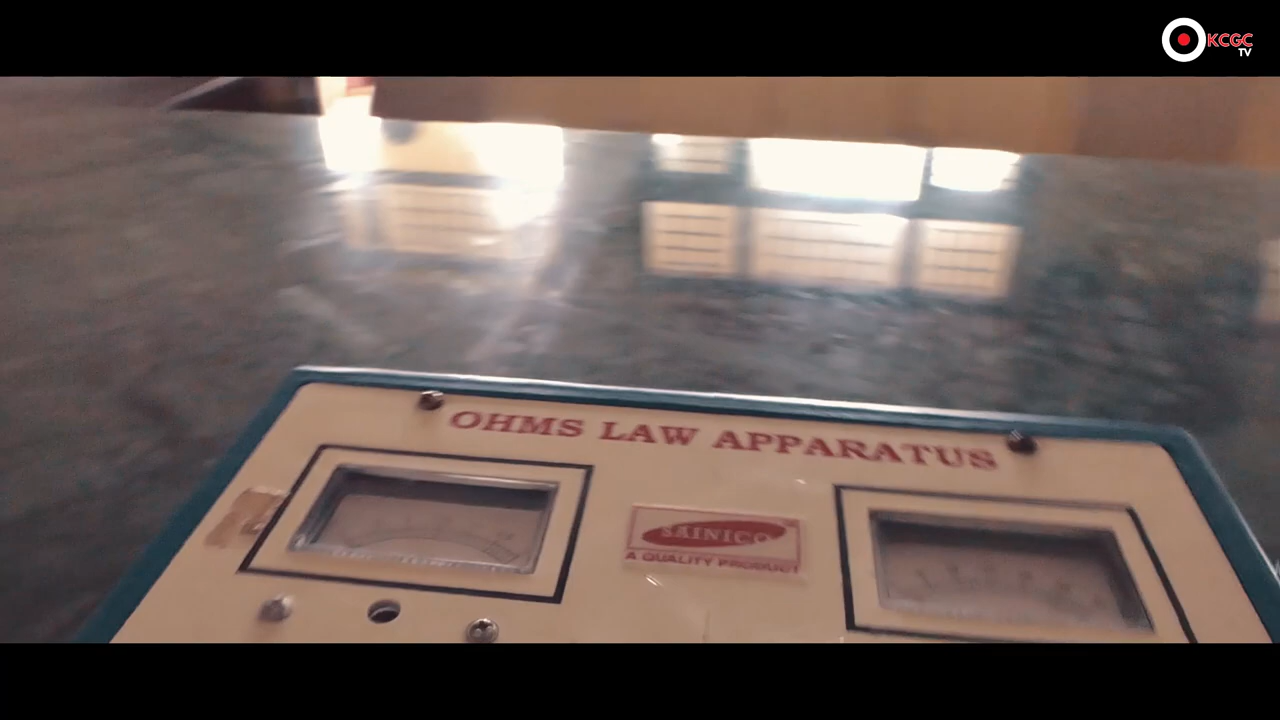 KCGC
TV
OHMS LAW APPARATUS
SAINICO
A QUALITY PRODUCT